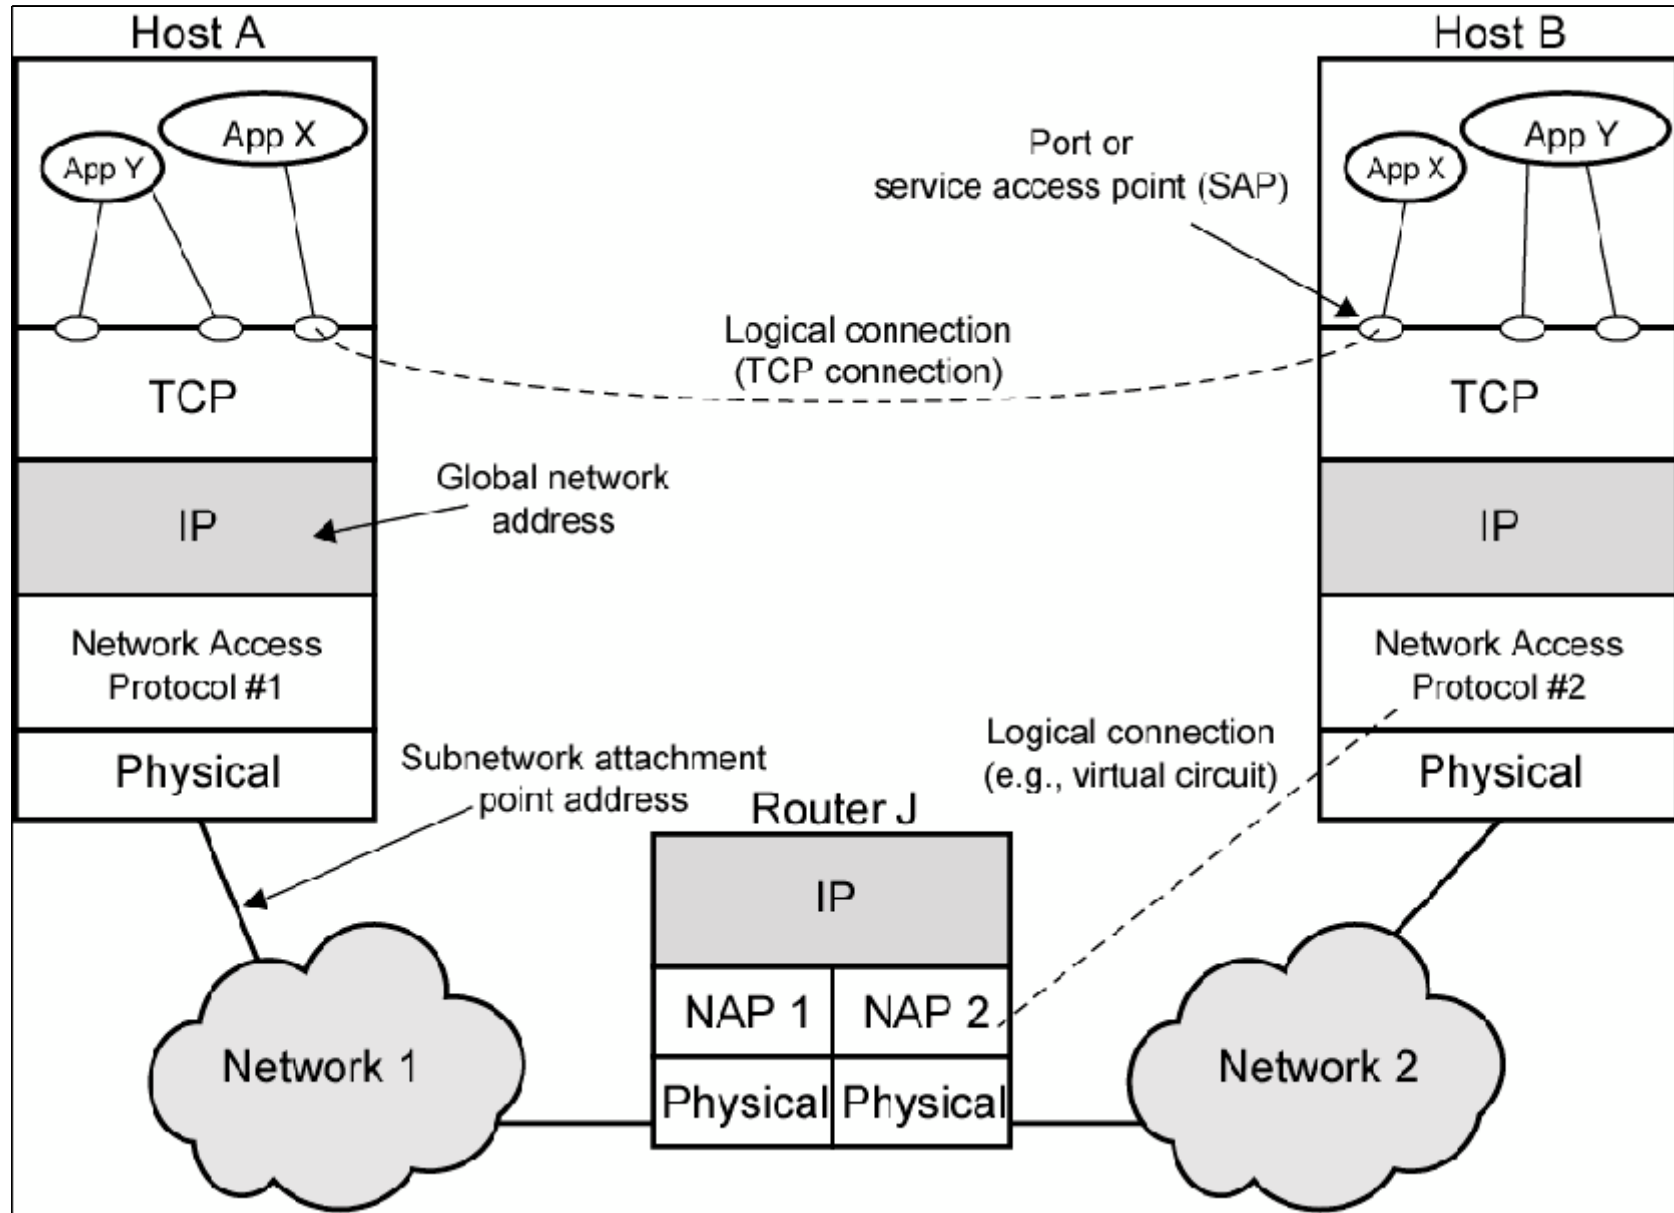 Host A
Host B
App X
App Y
App Y
App X
Port or
service access point (SAP)
Logical connection
(TCP connection)
TCP
TCP
Global network
address
IP
IP
Network Access
Protocol #1
Network Access
Protocol #2
Logical connection
(e.g., virtual circuit)
Physical
Physical
Subnetwork attachment
point address
Router J
IP
NAP 1
NAP 2
Network 1
Network 2
Physical
Physical